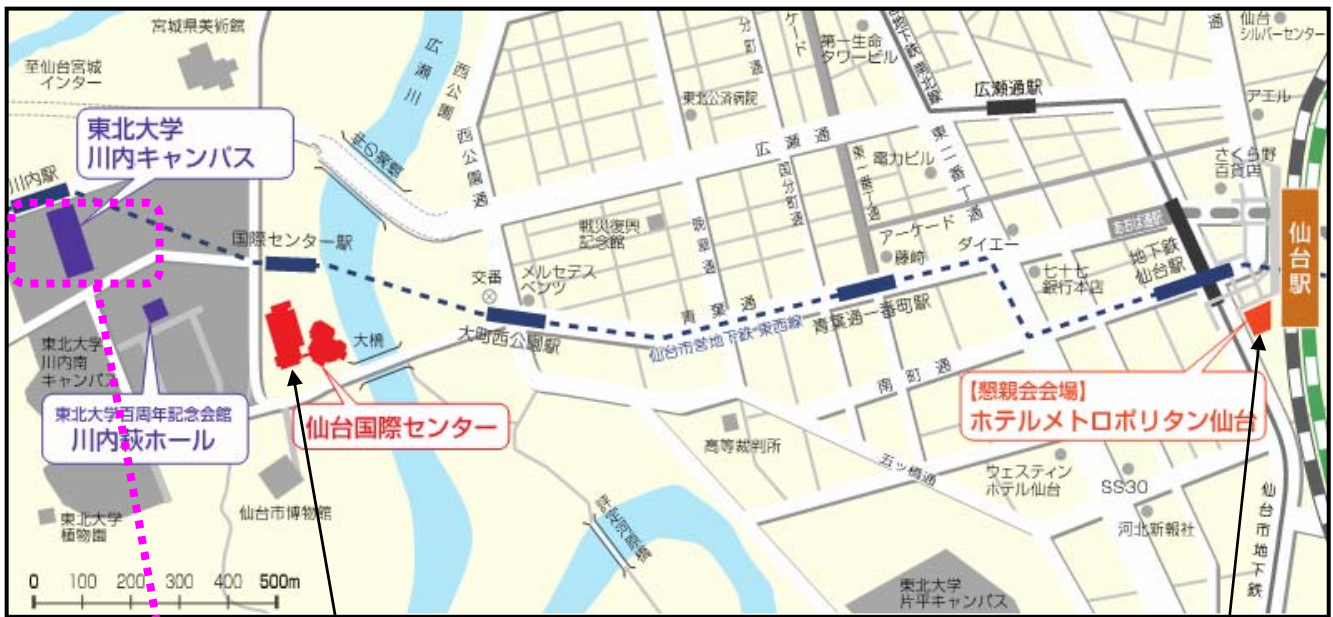 宮城県美術館
至仙台宮城
インター
広瀬川
西公園
西公園通
東北大学
川内キャンパス
川内駅
国際センター駅
東北大学
川内南
キャンパス
東北大学百周年記念会館
川内萩ホール
仙台国際センター
大橋
仙台市博物館
東北大学
植物園
0 100 200 300 400 500m
交番
メルセデス
ベンツ
大町西公園駅
戦災復興
記念館
東北公済病院
晩翠通
国分町通
分町通
広瀬通
青葉通
仙台市営地下鉄 東西線
青葉通一番町駅
東一番丁通
アーケード
第一生命
タワービル
電力ビル
東二番丁通
アーケード
藤崎
ダイエー
七十七
銀行本店
広瀬通駅
あおば通駅
地下鉄
仙台駅
仙台
シルバーセンター
アエル
さくら野
百貨店
仙台駅
南町通
【懇親会会場】
ホテルメトロポリタン仙台
高等裁判所
五ッ橋通
評定河原橋
ウェスティン
ホテル仙台
SS30
河北新報社
仙台市地下鉄
東北大学
片平キャンパス